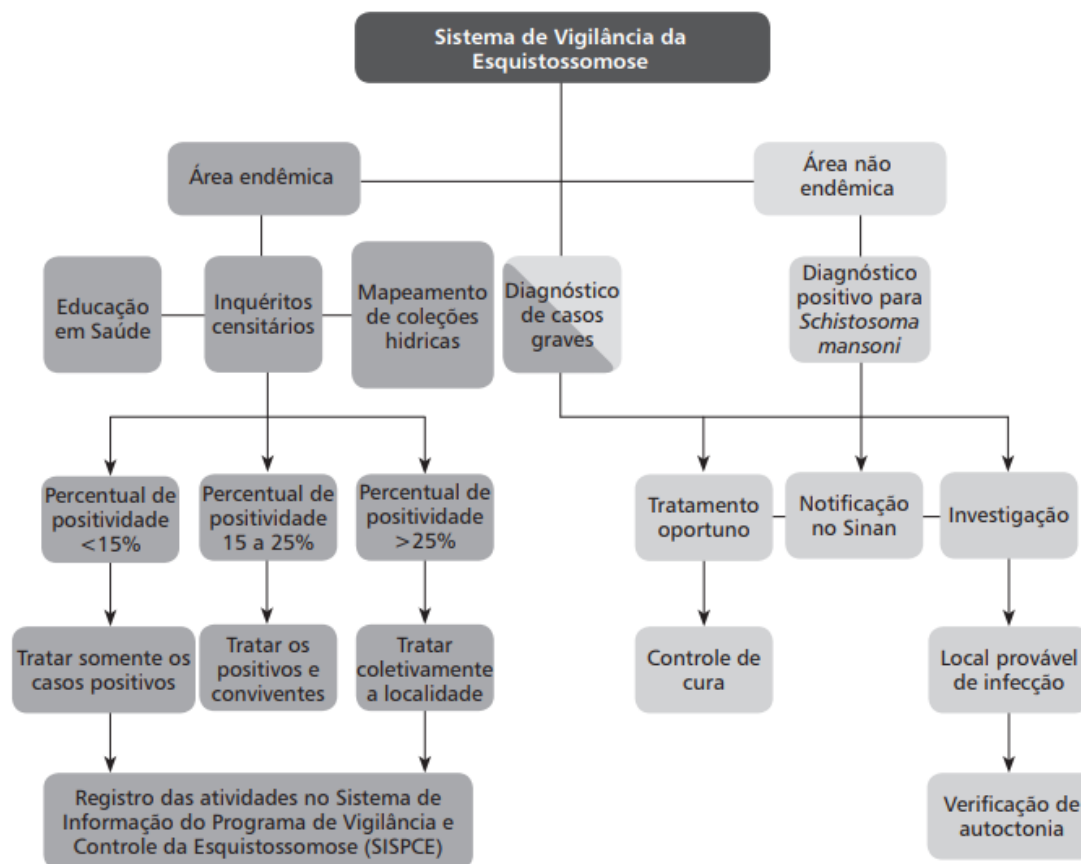 Sistema de Vigilância da
Esquistossomose
Área endêmica
Área não
endêmica
Educação
em Saúde
Inquéritos
censitários
Mapeamento
de coleções
hidricas
Diagnóstico
de casos
graves
Diagnóstico
positivo para
Schistosoma
mansoni
Percentual de
positividade
<15%
Percentual de
positividade
15 a 25%
Percentual de
positividade
>25%
Tratamento
oportuno
Notificação
no Sinan
Investigação
Tratar somente os
casos positivos
Tratar os
positivos e
conviventes
Tratar
coletivamente
a localidade
Controle de
cura
Local provável
de infecção
Registro das atividades no Sistema de
Informação do Programa de Vigilância e
Controle da Esquistossomose (SISPCE)
Verificação de
autoctonia